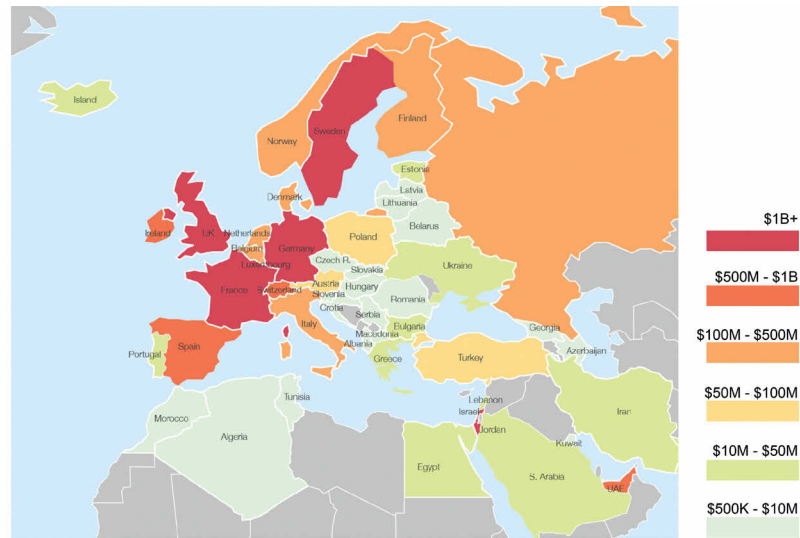 Island
Norway
Sweden
Finland
Estonia
Latvia
Lithuania
Denmark
Belarus
Ireland
UK
Netherlands
Belgium
Germany
Poland
Luxembourg
Czech R.
Slovakia
Ukraine
France
Switzerland
Austria
Slovenia
Hungary
Romania
Crotia
Serbia
Italy
Macedonia
Bulgaria
Albania
Georgia
Azerbaijan
Portugal
Spain
Greece
Turkey
Tunisia
Lebanon
Morocco
Israel
Iran
Algeria
Jorden
Kuwait
Egypt
S. Arabia
UAE
$1B+
$500M - $1B
$100M - $500M
$50M - $100M
$10M - $50M
$500K - $10M